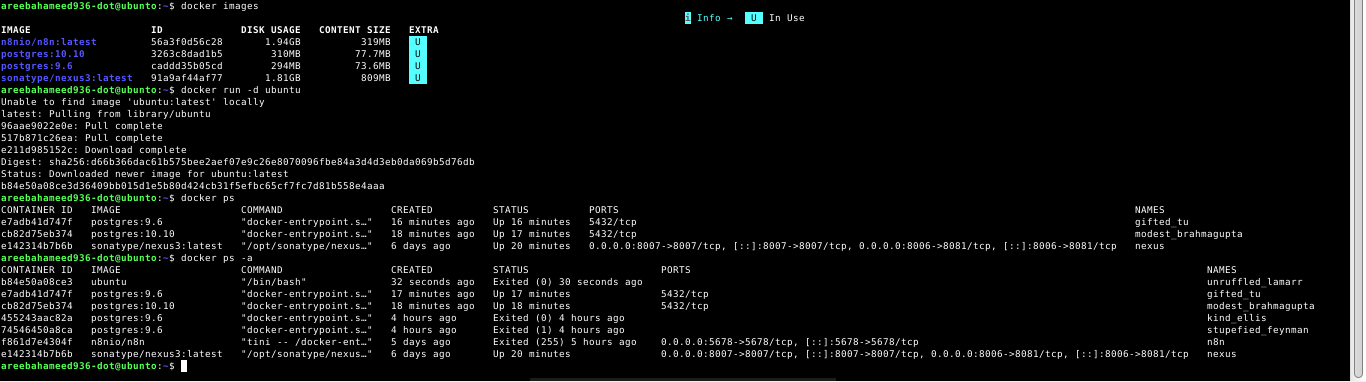 areebahameed936-dot@ubunto:~$ docker images
i Info → U In Use
IMAGE ID DISK USAGE CONTENT SIZE EXTRA
n8nio/n8n:latest 56a3f0d56c28 1.94GB 319MB U
postgres:10.10 3263c8dad1b5 310MB 77.7MB U
postgres:9.6 caddd35b05cd 294MB 73.6MB U
sonatype/nexus3:latest 91a9af44af77 1.81GB 809MB U
areebahameed936-dot@ubunto:~$ docker run -d ubuntu
Unable to find image 'ubuntu:latest' locally
latest: Pulling from library/ubuntu
96aae9022e0e: Pull complete
517b871c26ea: Pull complete
e211d985152c: Download complete
Digest: sha256:d66b366dac61b575bee2aef07e9c26e8070096fbe84a3d4d3eb0da069b5d76db
Status: Downloaded newer image for ubuntu:latest
b84e50a08ce3d36409bb015d1e5b80d424cb31f5efbc65cf7fc7d81b558e4aaa
areebahameed936-dot@ubunto:~$ docker ps
CONTAINER ID IMAGE COMMAND CREATED STATUS PORTS NAMES
e7adb41d747f postgres:9.6 "docker-entrypoint.s…" 16 minutes ago Up 16 minutes 5432/tcp gifted_tu
cb82d75eb374 postgres:10.10 "docker-entrypoint.s…" 18 minutes ago Up 17 minutes 5432/tcp modest_brahmagupta
e142314b7b6b sonatype/nexus3:latest "/opt/sonatype/nexus…" 6 days ago Up 20 minutes 0.0.0.0:8007->8007/tcp, [::]:8007->8007/tcp, 0.0.0.0:8006->8081/tcp, [::]:8006->8081/tcp nexus
areebahameed936-dot@ubunto:~$ docker ps -a
CONTAINER ID IMAGE COMMAND CREATED STATUS PORTS NAMES
b84e50a08ce3 ubuntu "/bin/bash" 32 seconds ago Exited (0) 30 seconds ago unruffled_lamarr
e7adb41d747f postgres:9.6 "docker-entrypoint.s…" 17 minutes ago Up 17 minutes 5432/tcp gifted_tu
cb82d75eb374 postgres:10.10 "docker-entrypoint.s…" 18 minutes ago Up 18 minutes 5432/tcp modest_brahmagupta
455243aac82a postgres:9.6 "docker-entrypoint.s…" 4 hours ago Exited (0) 4 hours ago kind_ellis
74546450a8ca postgres:9.6 "docker-entrypoint.s…" 4 hours ago Exited (1) 4 hours ago stupefied_feynman
f861d7e4304f n8nio/n8n "tini -- /docker-ent…" 5 days ago Exited (255) 5 hours ago 0.0.0.0:5678->5678/tcp, [::]:5678->5678/tcp n8n
e142314b7b6b sonatype/nexus3:latest "/opt/sonatype/nexus…" 6 days ago Up 20 minutes 0.0.0.0:8007->8007/tcp, [::]:8007->8007/tcp, 0.0.0.0:8006->8081/tcp, [::]:8006->8081/tcp nexus
areebahameed936-dot@ubunto:~$